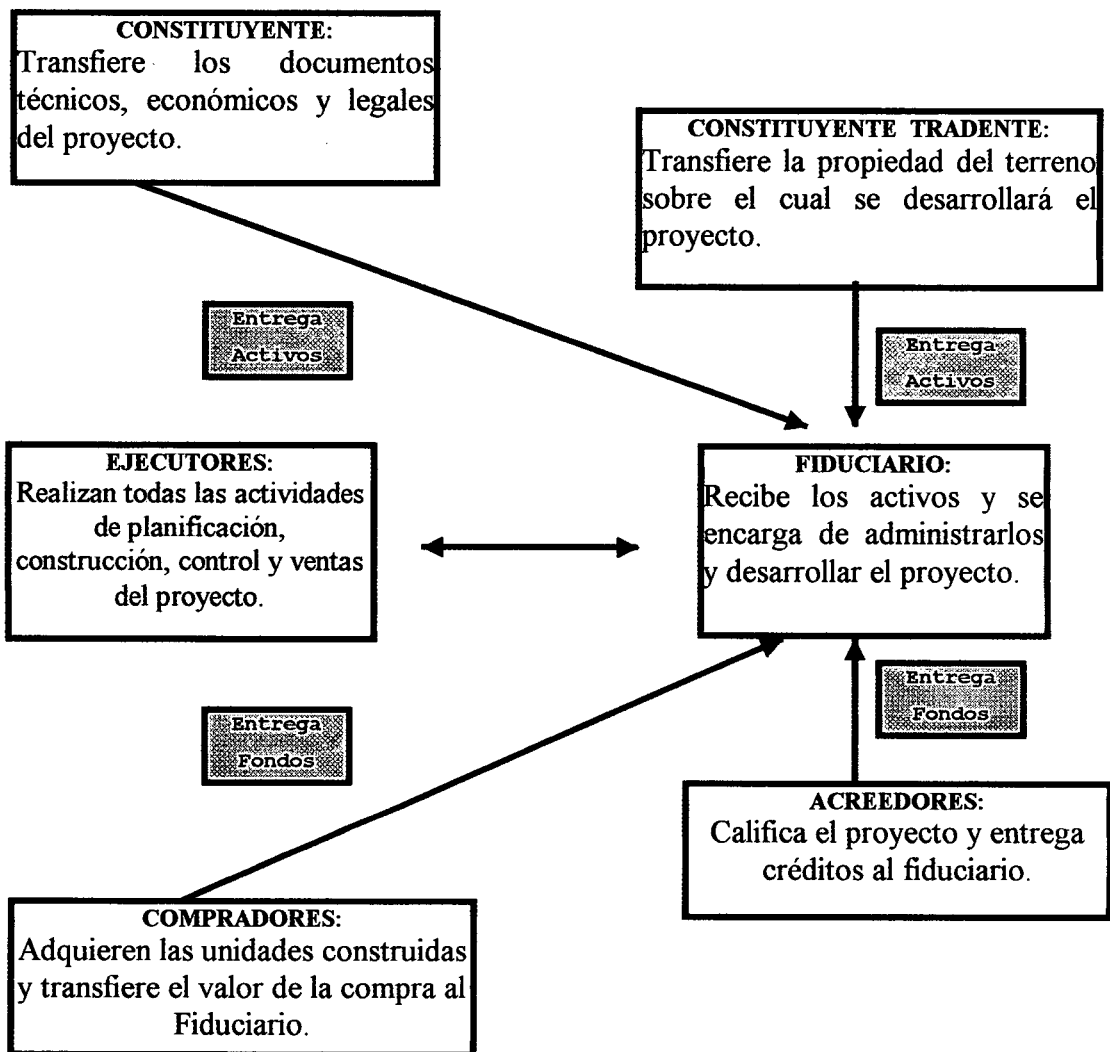 CONSTITUYENTE:
Transfiere los documentos
técnicos, económicos y legales
del proyecto.
CONSTITUYENTE TRADENTE:
Transfiere la propiedad del terreno
sobre el cual se desarrollará el
proyecto.
Entrega
Activos
Entrega
Activos
EJECUTORES:
Realizan todas las actividades
de planificación,
construcción, control y ventas
del proyecto.
FIDUCIARIO:
Recibe los activos y se
encarga de administrarlos
y desarrollar el proyecto.
Entrega
Fondos
Entrega
Fondos
ACREEDORES:
Califica el proyecto y entrega
créditos al fiduciario.
COMPRADORES:
Adquieren las unidades construidas
y transfiere el valor de la compra al
Fiduciario.